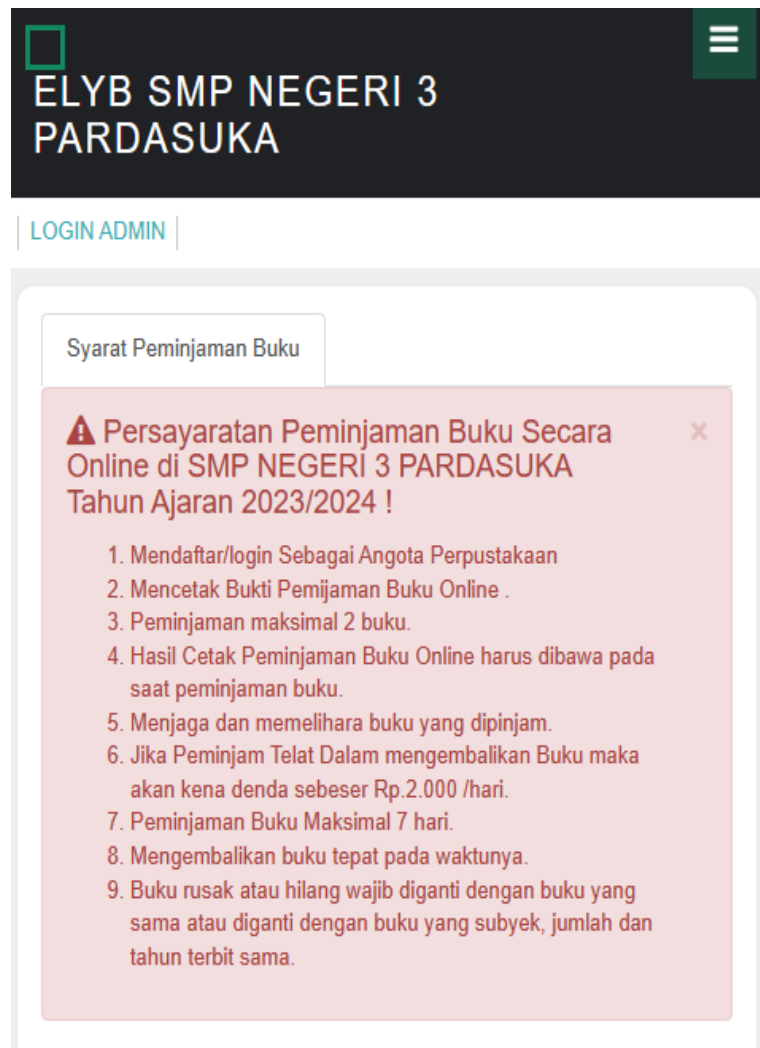 ELYB SMP NEGERI 3
PARDASUKA
LOGIN ADMIN
Syarat Peminjaman Buku
Persayaratan Peminjaman Buku Secara
Online di SMP NEGERI 3 PARDASUKA
Tahun Ajaran 2023/2024 !
1. Mendaftar/login Sebagai Angota Perpustakaan
2. Mencetak Bukti Pemijaman Buku Online .
3. Peminjaman maksimal 2 buku.
4. Hasil Cetak Peminjaman Buku Online harus dibawa pada
saat peminjaman buku.
5. Menjaga dan memelihara buku yang dipinjam.
6. Jika Peminjam Telat Dalam mengembalikan Buku maka
akan kena denda sebeser Rp.2.000 /hari.
7. Peminjaman Buku Maksimal 7 hari.
8. Mengembalikan buku tepat pada waktunya.
9. Buku rusak atau hilang wajib diganti dengan buku yang
sama atau diganti dengan buku yang subyek, jumlah dan
tahun terbit sama.